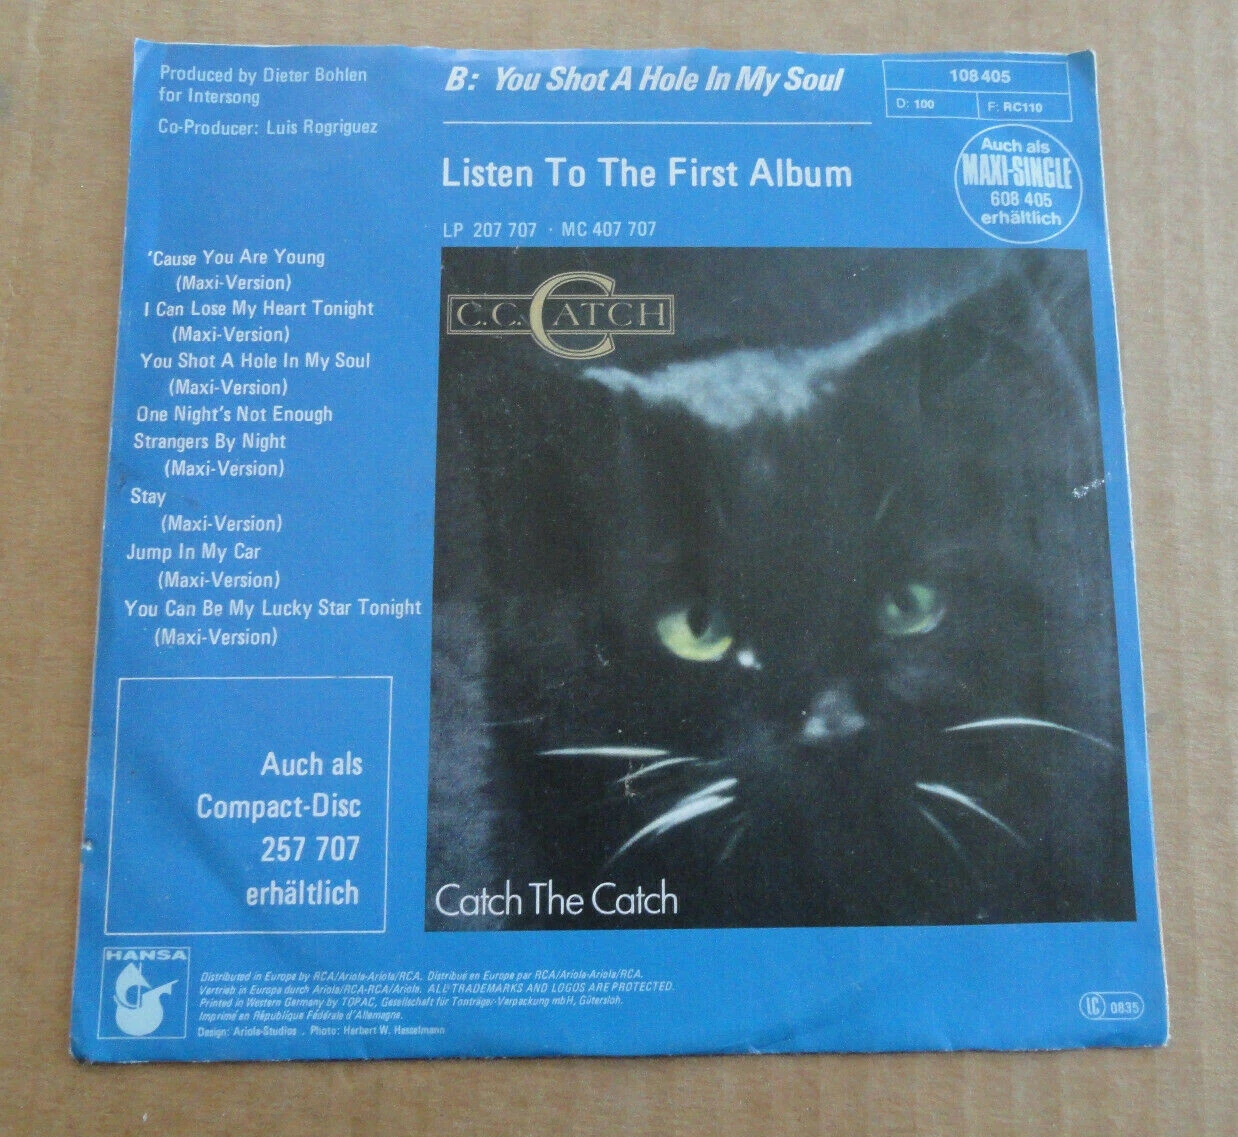 Produced by Dieter Bohlen
for Intersong
Co-Producer: Luis Rogriguez
B: You Shot A Hole In My Soul
108 405
D: 100
F: RC110
Auch als
MAXI-SINGLE
608 405
erhältlich
Listen To The First Album
LP 207 707 · MC 407 707
'Cause You Are Young
(Maxi-Version)
I Can Lose My Heart Tonight
(Maxi-Version)
You Shot A Hole In My Soul
(Maxi-Version)
One Night's Not Enough
Strangers By Night
(Maxi-Version)
Stay
(Maxi-Version)
Jump In My Car
(Maxi-Version)
You Can Be My Lucky Star Tonight
(Maxi-Version)
C.C. CATCH
Catch The Catch
Auch als
Compact-Disc
257 707
erhältlich
HANSA
Distributed in Europe by RCA/Ariola-Ariola/RCA. Distribué en Europe par RCA/Ariola-Ariola/RCA.
Vertrieb in Europa durch Ariola/RCA-RCA/Ariola. ALL TRADEMARKS AND LOGOS ARE PROTECTED.
Printed in Western Germany by TOPAC, Gesellschaft für Tonträger-Verpackung mbH, Gütersloh.
Imprimé en République Fédérale d'Allemagne.
Design: Ariola-Studios . Photo: Herbert W. Hesselmann
LC 0835